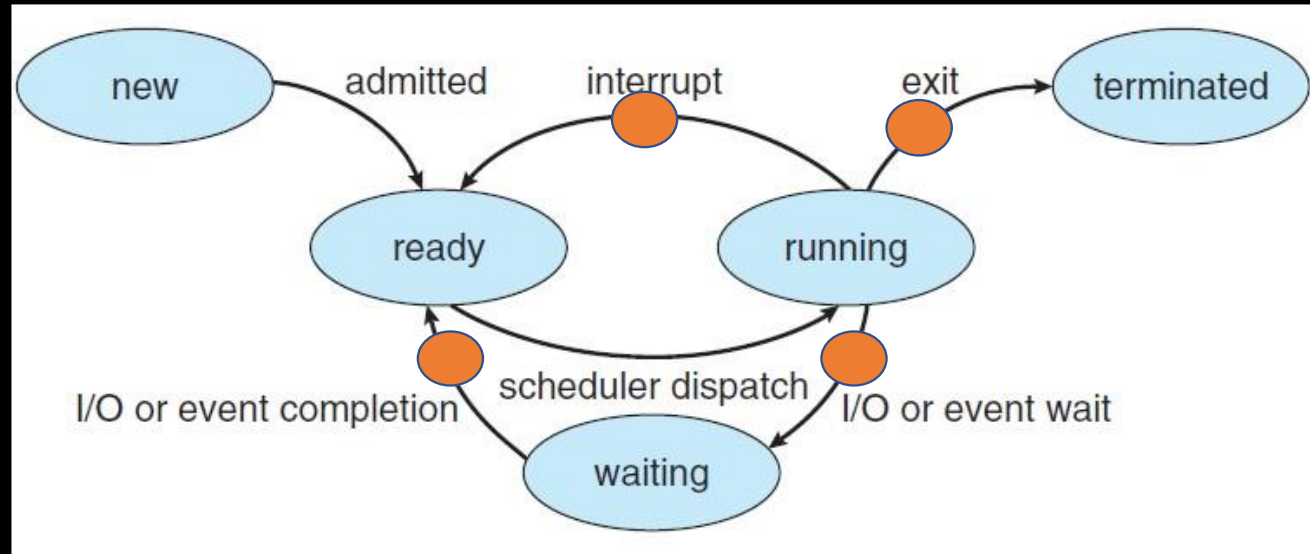 new
admitted
interrupt
exit
terminated
ready
running
scheduler dispatch
I/O or event completion
I/O or event wait
waiting